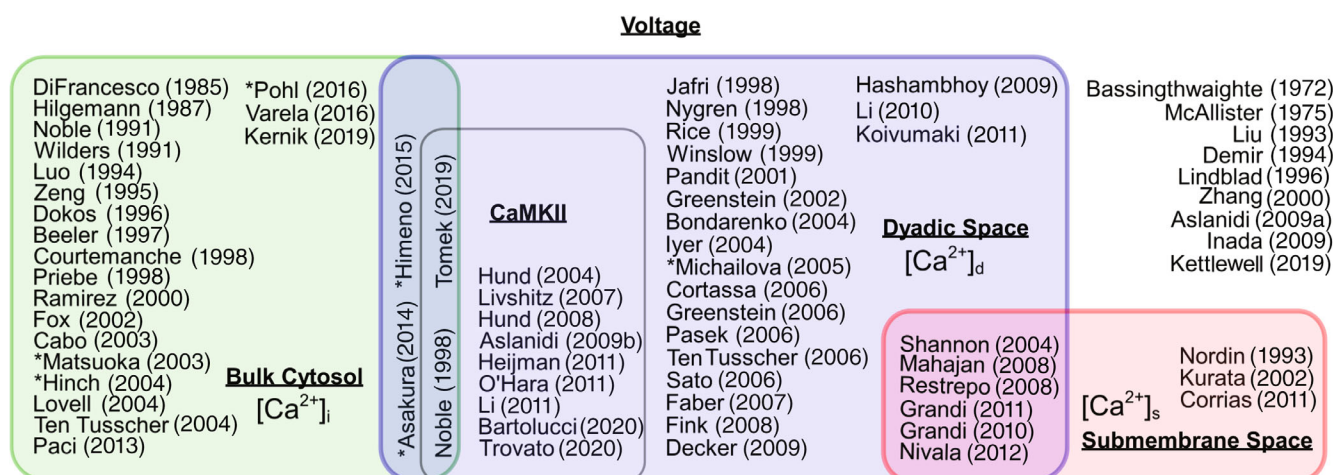 Voltage
DiFrancesco (1985)
Hilgemann (1987)
Noble (1991)
Wilders (1991)
Luo (1994)
Zeng (1995)
Dokos (1996)
Beeler (1997)
Courtemanche (1998)
Priebe (1998)
Ramirez (2000)
Fox (2002)
Cabo (2003)
*Matsuoka (2003)
*Hinch (2004)
Lovell (2004)
Ten Tusscher (2004)
Paci (2013)
*Pohl (2016)
Varela (2016)
Kernik (2019)
Bulk Cytosol
[Ca²⁺]i
*Asakura(2014) *Himeno (2015)
Noble (1998) Tomek (2019)
CaMKII
Hund (2004)
Livshitz (2007)
Hund (2008)
Aslanidi (2009b)
Heijman (2011)
O'Hara (2011)
Li (2011)
Bartolucci (2020)
Trovato (2020)
Jafri (1998)
Nygren (1998)
Rice (1999)
Winslow (1999)
Pandit (2001)
Greenstein (2002)
Bondarenko (2004)
Iyer (2004)
*Michailova (2005)
Cortassa (2006)
Greenstein (2006)
Pasek (2006)
Ten Tusscher (2006)
Sato (2006)
Faber (2007)
Fink (2008)
Decker (2009)
Hashambhoy (2009)
Li (2010)
Koivumaki (2011)
Dyadic Space
[Ca²⁺]d
Shannon (2004)
Mahajan (2008)
Restrepo (2008)
Grandi (2011)
Grandi (2010)
Nivala (2012)
Bassingthwaighte (1972)
McAllister (1975)
Liu (1993)
Demir (1994)
Lindblad (1996)
Zhang (2000)
Aslanidi (2009a)
Inada (2009)
Kettlewell (2019)
Nordin (1993)
Kurata (2002)
Corrias (2011)
[Ca²⁺]s
Submembrane Space